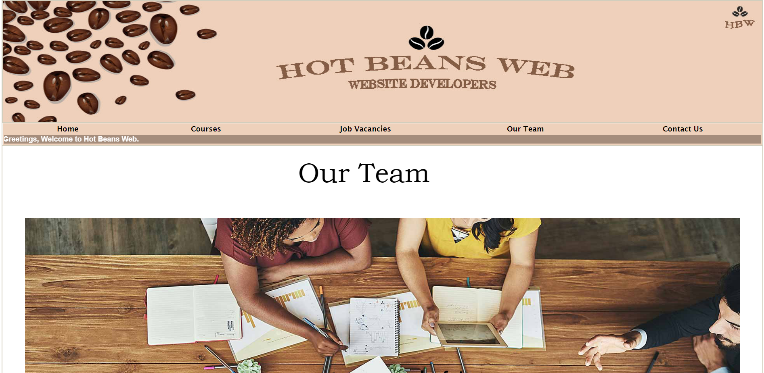 HBW
HOT BEANS WEB
WEBSITE DEVELOPERS
Home Courses Job Vacancies Our Team Contact Us
Greetings, Welcome to Hot Beans Web.
Our Team